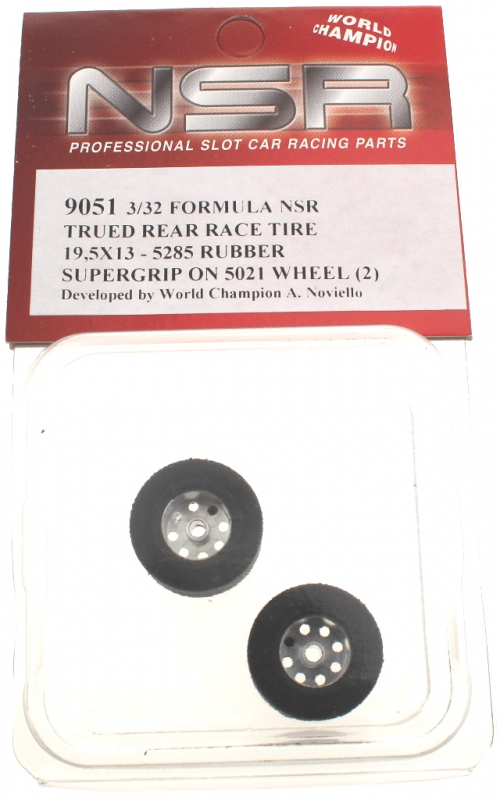 WORLD
CHAMPION
NSR
PROFESSIONAL SLOT CAR RACING PARTS
9051 3/32 FORMULA NSR
TRUED REAR RACE TIRE
19,5X13 - 5285 RUBBER
SUPERGRIP ON 5021 WHEEL (2)
Developed by World Champion A. Noviello